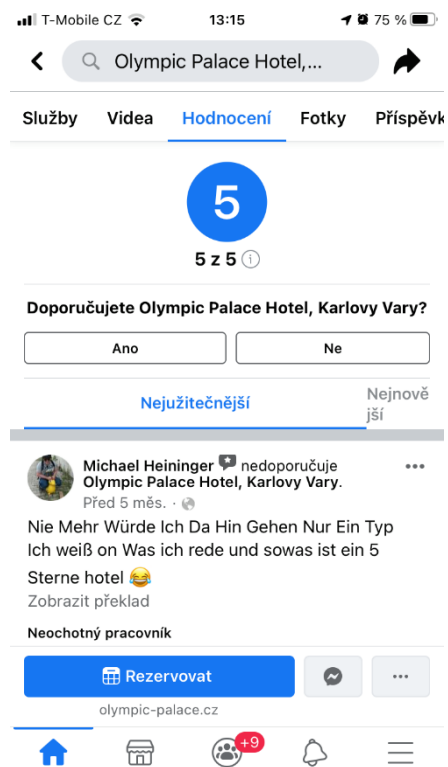 T-Mobile CZ 13:15 75 %
Olympic Palace Hotel,...
Služby Videa Hodnocení Fotky Příspěvk
5
5 z 5
Doporučujete Olympic Palace Hotel, Karlovy Vary?
Ano Ne
Nejužitečnější Nejnově
jší
Michael Heininger nedoporučuje
Olympic Palace Hotel, Karlovy Vary.
Před 5 měs. ·
Nie Mehr Würde Ich Da Hin Gehen Nur Ein Typ
Ich weiß on Was ich rede und sowas ist ein 5
Sterne hotel 😂
Zobrazit překlad
Neochotný pracovník
Rezervovat
olympic-palace.cz
+9